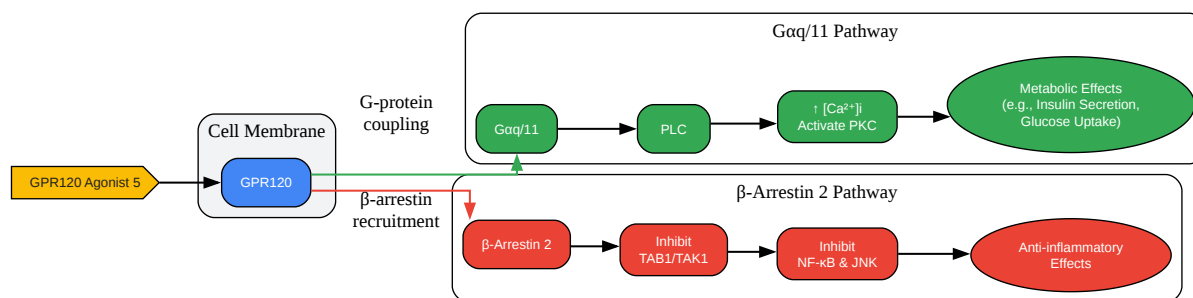 Gαq/11 Pathway
G-protein
coupling
Cell Membrane
Gαq/11
PLC
↑ [Ca²⁺]i
Activate PKC
Metabolic Effects
(e.g., Insulin Secretion,
Glucose Uptake)
GPR120 Agonist 5
GPR120
β-arrestin
recruitment
β-Arrestin 2 Pathway
β-Arrestin 2
Inhibit
TAB1/TAK1
Inhibit
NF-κB & JNK
Anti-inflammatory
Effects